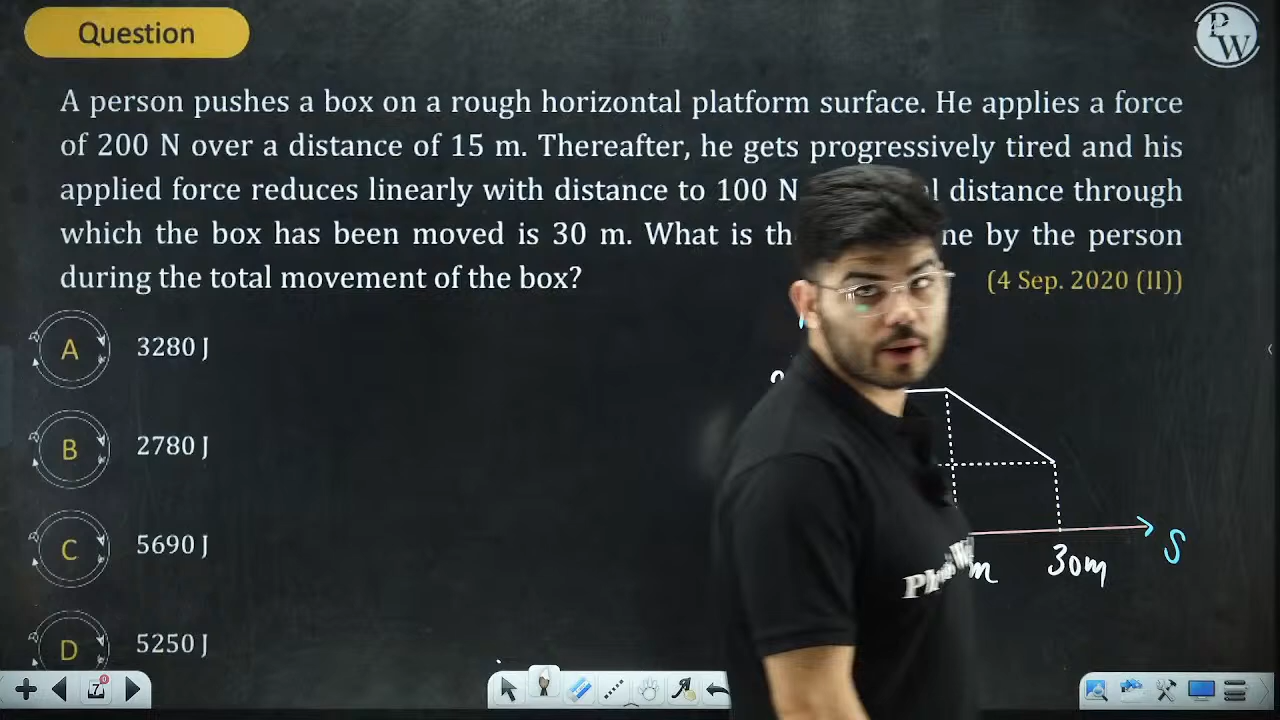 Question
PW
A person pushes a box on a rough horizontal platform surface. He applies a force
of 200 N over a distance of 15 m. Thereafter, he gets progressively tired and his
applied force reduces linearly with distance to 100 N distance through
which the box has been moved is 30 m. What is by the person
during the total movement of the box?
(4 Sep. 2020 (II))
A 3280 J
B 2780 J
C 5690 J
D 5250 J
m 30m S
7